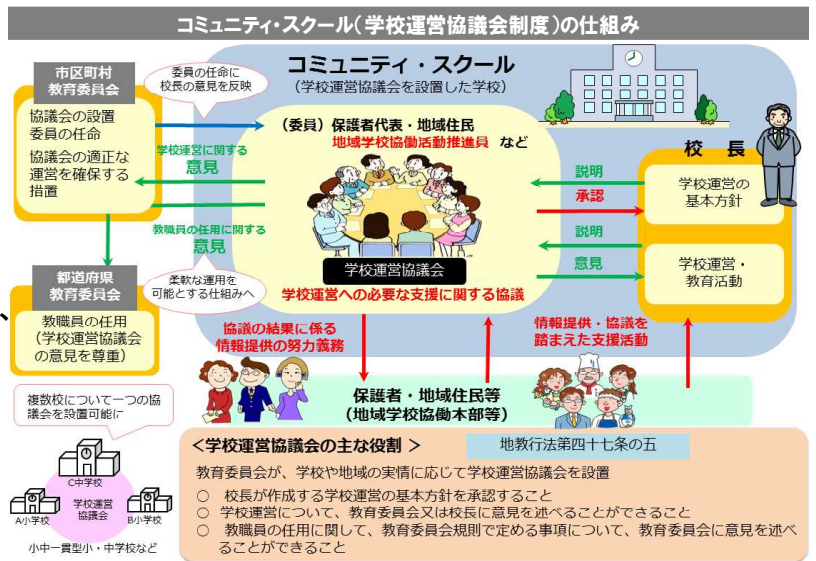 コミュニティ・スクール(学校運営協議会制度)の仕組み
市区町村
教育委員会
協議会の設置
委員の任命
協議会の適正な
運営を確保する
措置
委員の任命に
校長の意見を反映
コミュニティ・スクール
(学校運営協議会を設置した学校)
(委員)保護者代表・地域住民
地域学校協働活動推進員 など
学校運営に関する
意見
教職員の任用に関する
意見
柔軟な運用を
可能とする仕組みへ
学校運営協議会
学校運営への必要な支援に関する協議
校 長
説明
承認
学校運営の
基本方針
説明
意見
学校運営・
教育活動
都道府県
教育委員会
教職員の任用
(学校運営協議会
の意見を尊重)
協議の結果に係る
情報提供の努力義務
情報提供・協議を
踏まえた支援活動
保護者・地域住民等
(地域学校協働本部等)
複数校について一つの協
議会を設置可能に
C中学校
学校運営
協議会
A小学校
B小学校
小中一貫型小・中学校など
<学校運営協議会の主な役割 >
地教行法第四十七条の五
教育委員会が、学校や地域の実情に応じて学校運営協議会を設置
○ 校長が作成する学校運営の基本方針を承認すること
○ 学校運営について、教育委員会又は校長に意見を述べることができること
○ 教職員の任用に関して、教育委員会規則で定める事項について、教育委員会に意見を述べ
ることができること